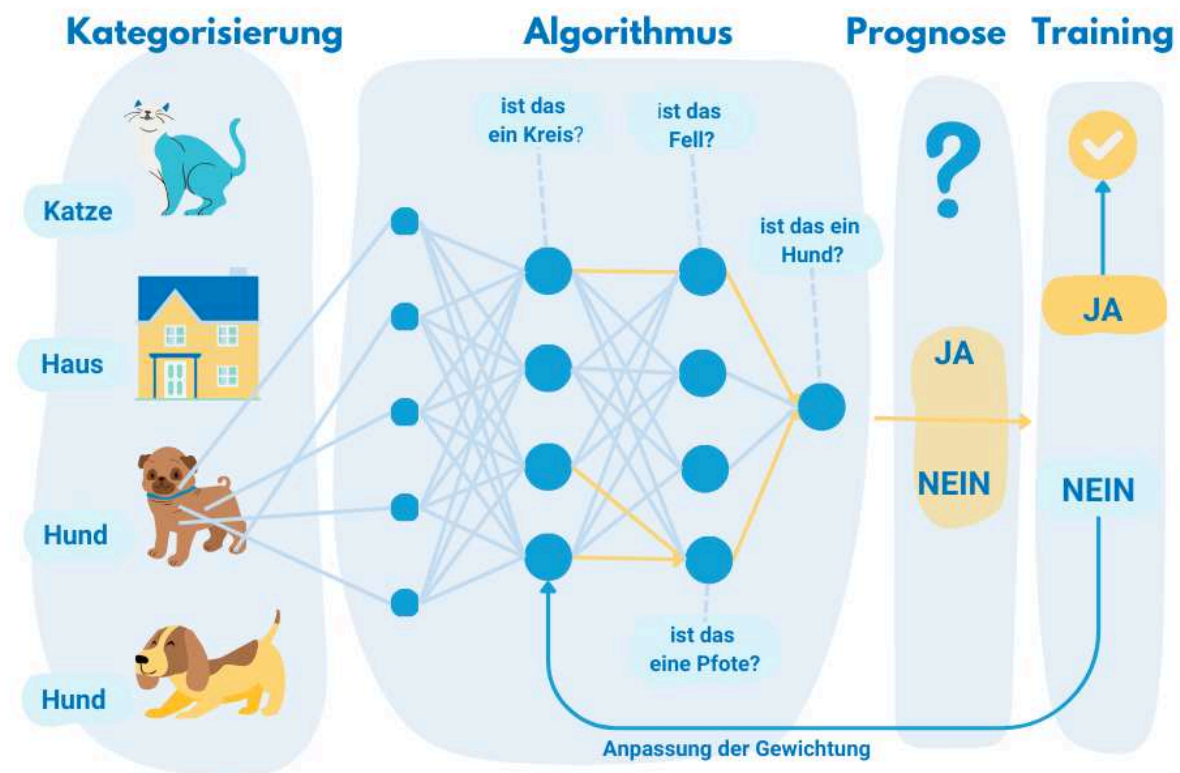 Kategorisierung
Algorithmus
Prognose
Training
Katze
Haus
Hund
Hund
ist das
ein Kreis?
ist das
Fell?
ist das ein
Hund?
ist das
eine Pfote?
?
JA
NEIN
JA
NEIN
Anpassung der Gewichtung